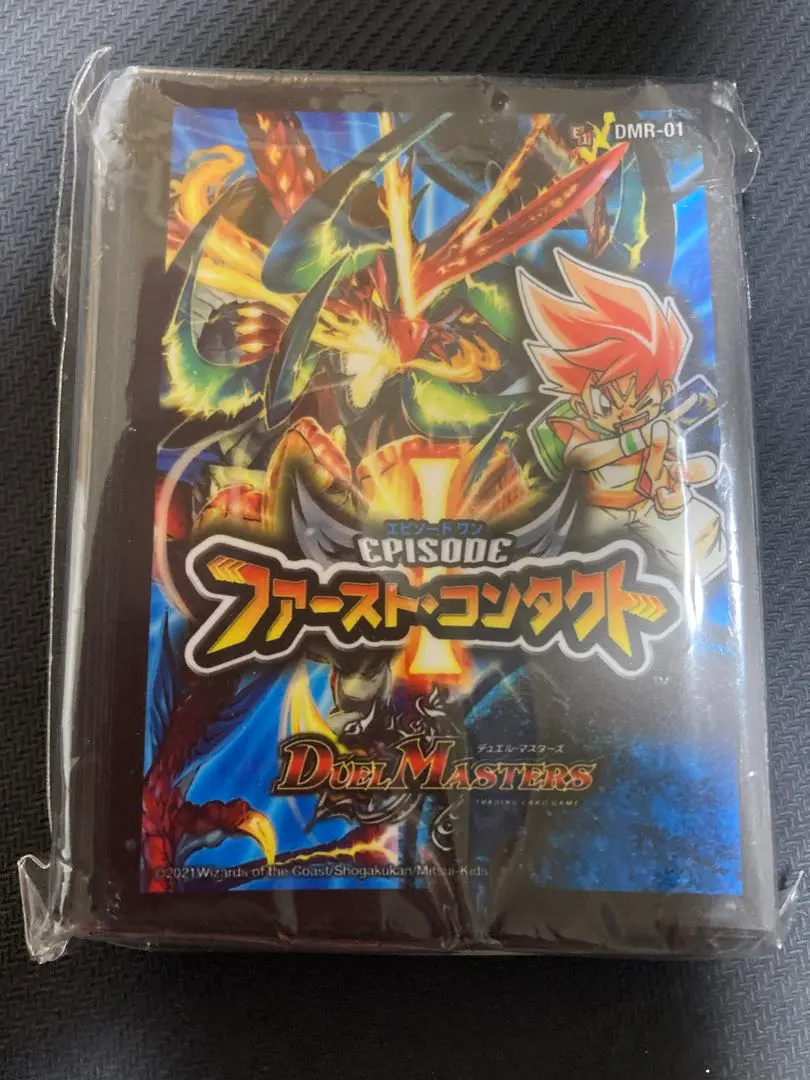 E1 DMR-01
エピソード ワン
EPISODE
I
ファースト・コンタクト
TM
デュエル・マスターズ
DUEL MASTERS
TRADING CARD GAME
©2021Wizards of the Coast/Shogakukan/Mitsui-Kids